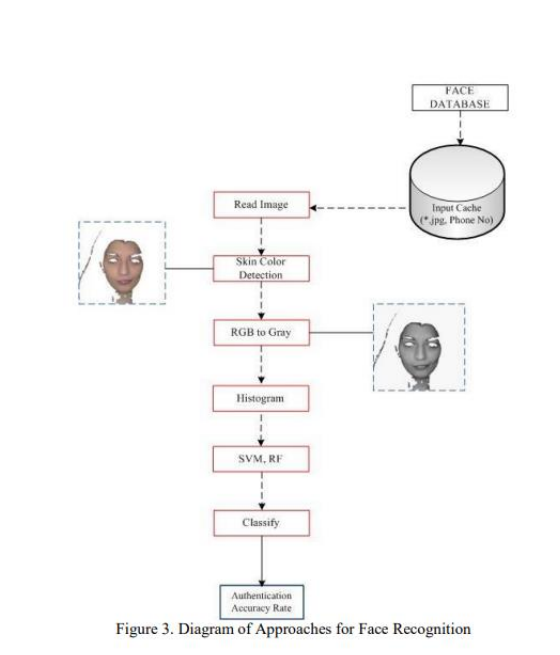 FACE
DATABASE
Input Cache
(*.jpg, Phone No)
Read Image
Skin Color
Detection
RGB to Gray
Histogram
SVM, RF
Classify
Authentication
Accuracy Rate
Figure 3. Diagram of Approaches for Face Recognition